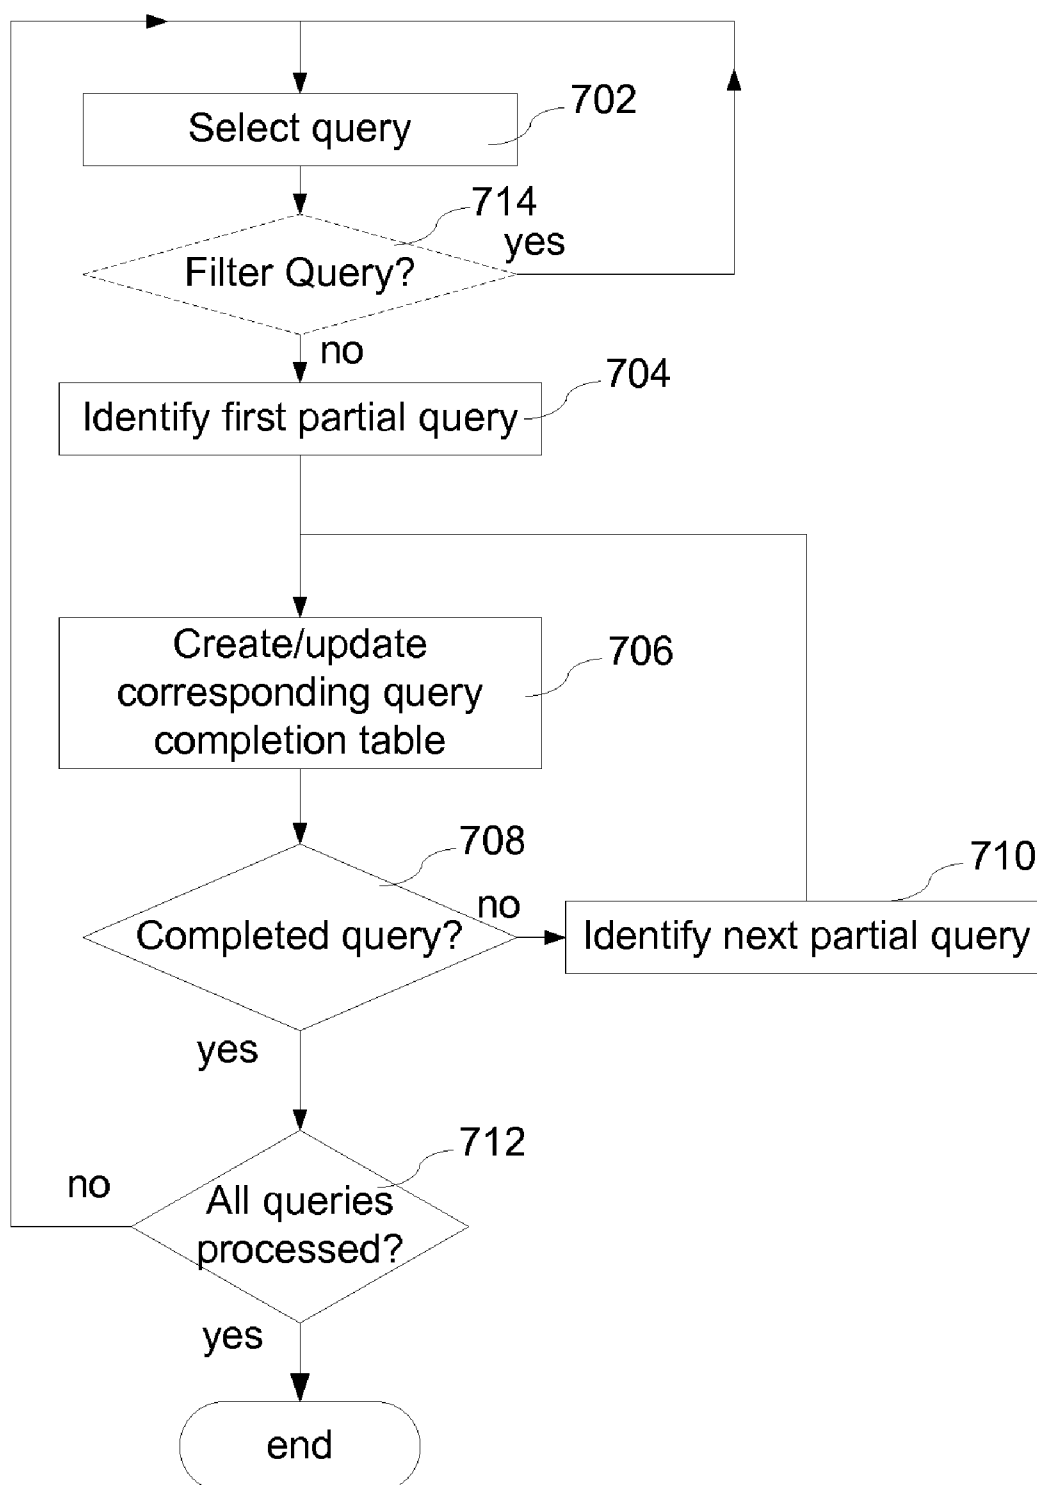 702
Select query
714
yes
Filter Query?
no
704
Identify first partial query
Create/update
corresponding query
completion table
706
708
no
710
Completed query?
Identify next partial query
yes
712
no
All queries
processed?
yes
end